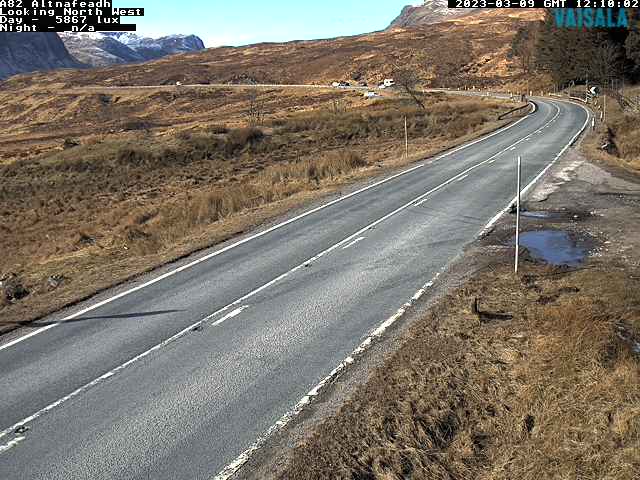 A82 Altnafeadh
Looking North West
Day - 5867 lux
Night - n/a
2023-03-09 GMT 12:10:02
VAISALA